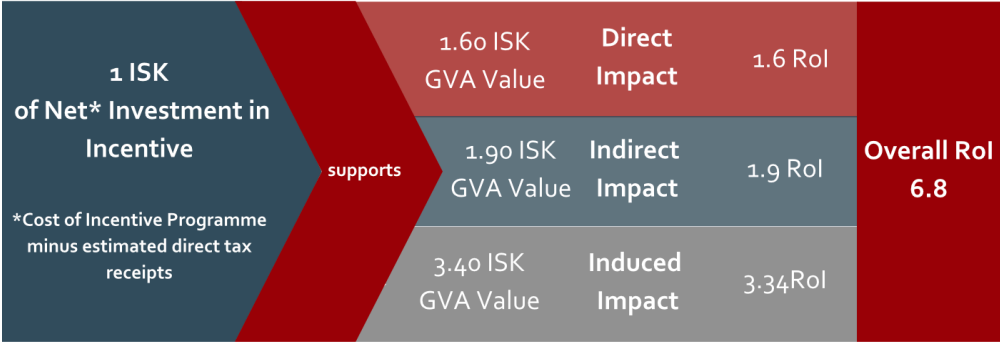 1 ISK
of Net* Investment in
Incentive
*Cost of Incentive Programme
minus estimated direct tax
receipts
supports
1.60 ISK
GVA Value
Direct
Impact
1.6 RoI
1.90 ISK
GVA Value
Indirect
Impact
1.9 RoI
3.40 ISK
GVA Value
Induced
Impact
3.34RoI
Overall RoI
6.8